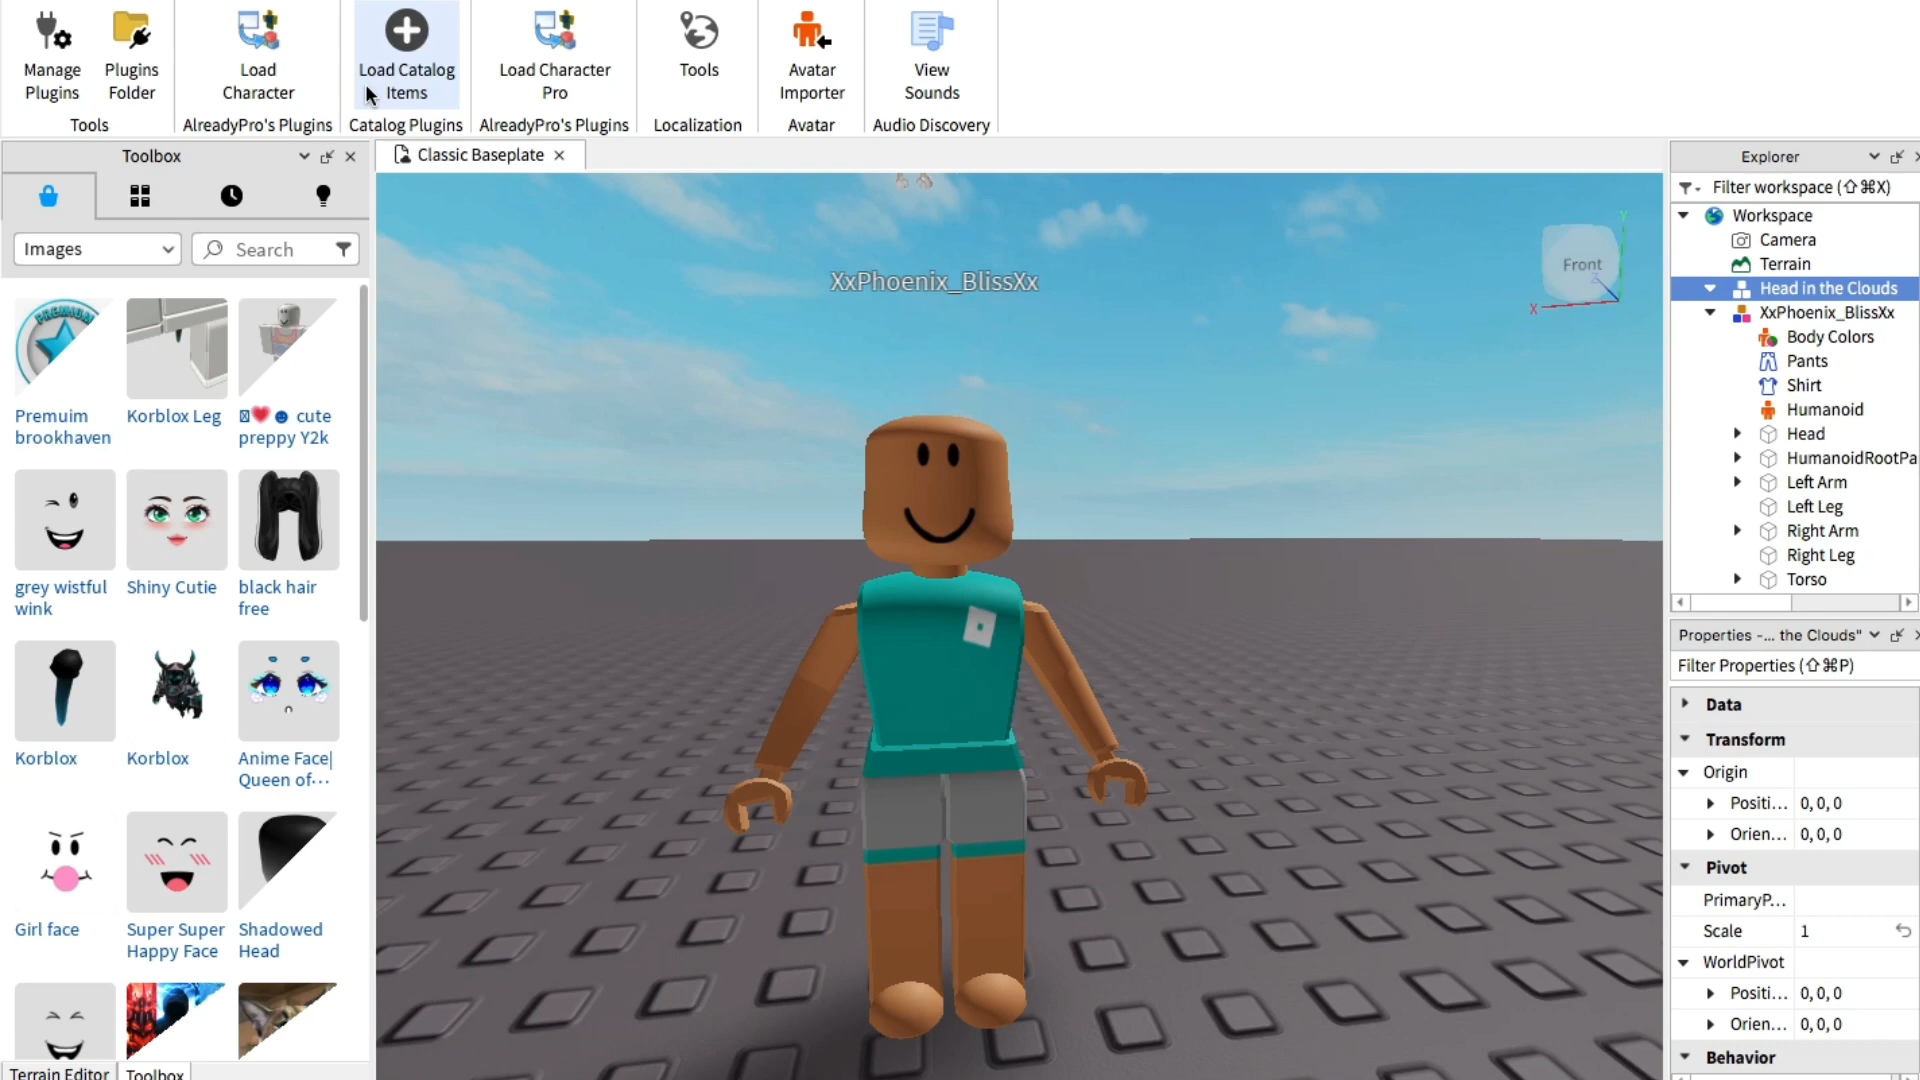 Manage
Plugins
Plugins
Folder
Tools
Load
Character
AlreadyPro's Plugins
Load Catalog
Items
Catalog Plugins
Load Character
Pro
AlreadyPro's Plugins
Tools
Localization
Avatar
Importer
Avatar
View
Sounds
Audio Discovery
Toolbox
Images
Search
PREMIUM
Premuim
brookhaven
Korblox Leg
cute
preppy Y2k
grey wistful
wink
Shiny Cutie
black hair
free
Korblox
Korblox
Anime Face|
Queen of···
Girl face
Super Super
Happy Face
Shadowed
Head
Terrain Editor
Toolbox
Classic Baseplate
XxPhoenix_BlissXx
Front
X
Y
Z
Explorer
Filter workspace (⇧⌘X)
Workspace
Camera
Terrain
Head in the Clouds
XxPhoenix_BlissXx
Body Colors
Pants
Shirt
Humanoid
Head
HumanoidRootPa
Left Arm
Left Leg
Right Arm
Right Leg
Torso
Properties -... the Clouds"
Filter Properties (⇧⌘P)
Data
Transform
Origin
Positi... 0, 0, 0
Orien... 0, 0, 0
Pivot
PrimaryP...
Scale 1
WorldPivot
Positi... 0, 0, 0
Orien... 0, 0, 0
Behavior